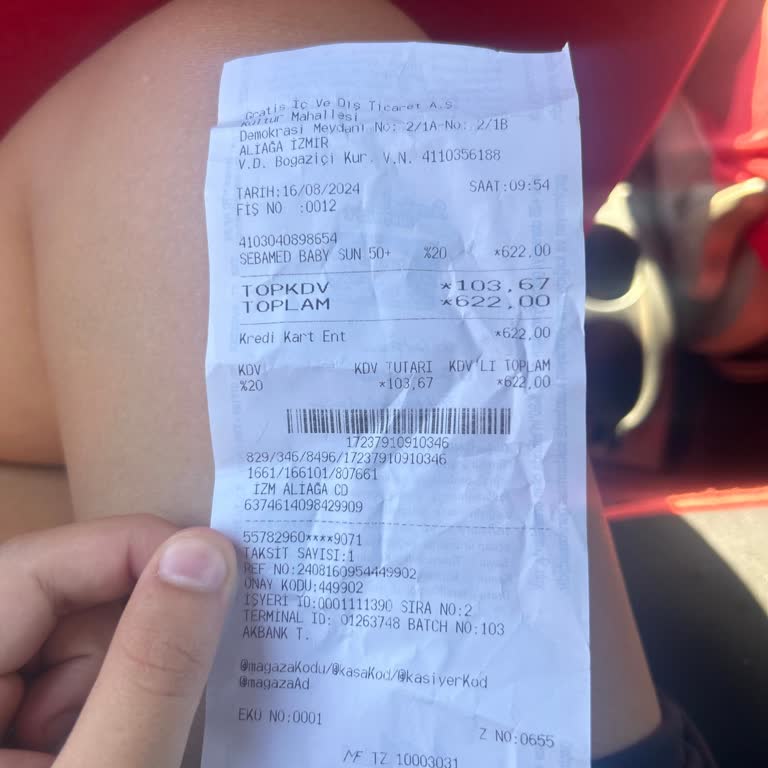 Gratis İç Ve Dış Ticaret A.Ş.
Kültür Mahallesi
Demokrasi Meydanı No: 2/1A-No: 2/1B
ALİAĞA İZMİR
V.D. Bogaziçi Kur. V.N. 4110356188
TARİH:16/08/2024 SAAT:09:54
FİŞ NO :0012
4103040898654
SEBAMED BABY SUN 50+ %20 *622,00
TOPKDV *103,67
TOPLAM *622,00
Kredi Kart Ent *622,00
KDV KDV TUTARI KDV'Lİ TOPLAM
%20 *103,67 *622,00
17237910910346
829/346/8496/17237910910346
1661/166101/807661
IZM ALIAĞA CD
6374614098429909
55782960****9071
TAKSİT SAYISI:1
REF NO:2408160954449902
ONAY KODU:449902
İŞYERİ ID:0001111390 SIRA NO:2
TERMINAL ID: 01263748 BATCH NO:103
AKBANK T.
@magazaKodu/@kasaKod/@kasiyerKod
@magazaAd
EKÜ NO:0001
Z NO:0655
MF TZ 10003031